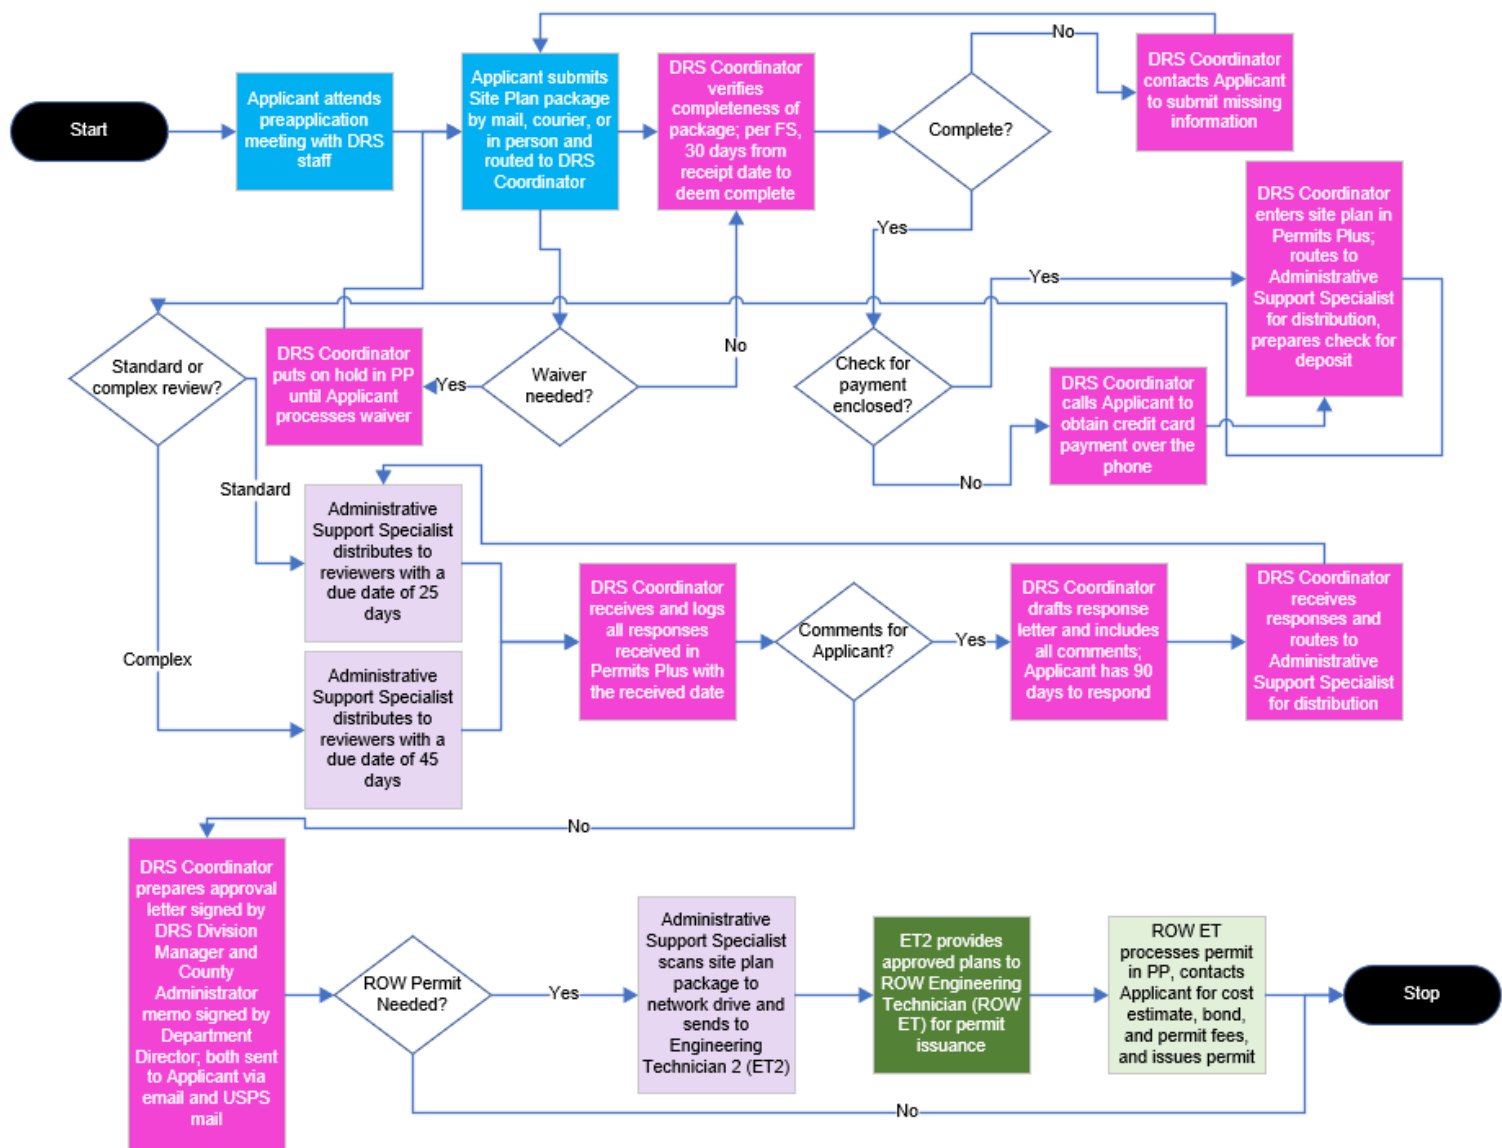 Start
Applicant attends
preapplication
meeting with DRS
staff
Applicant submits
Site Plan package
by mail, courier, or
in person and
routed to DRS
Coordinator
DRS Coordinator
verifies
completeness of
package; per FS,
30 days from
receipt date to
deem complete
Complete?
No
DRS Coordinator
contacts Applicant
to submit missing
information
Yes
DRS Coordinator
enters site plan in
Permits Plus;
routes to
Administrative
Support Specialist
for distribution,
prepares check for
deposit
Yes
Standard or
complex review?
DRS Coordinator
puts on hold in PP
until Applicant
processes waiver
Yes
Waiver
needed?
No
Check for
payment
enclosed?
DRS Coordinator
calls Applicant to
obtain credit card
payment over the
phone
No
Standard
Administrative
Support Specialist
distributes to
reviewers with a
due date of 25
days
Complex
Administrative
Support Specialist
distributes to
reviewers with a
due date of 45
days
DRS Coordinator
receives and logs
all responses
received in
Permits Plus with
the received date
Comments for
Applicant?
Yes
DRS Coordinator
drafts response
letter and includes
all comments;
Applicant has 90
days to respond
DRS Coordinator
receives
responses and
routes to
Administrative
Support Specialist
for distribution
No
DRS Coordinator
prepares approval
letter signed by
DRS Division
Manager and
County
Administrator
memo signed by
Department
Director; both sent
to Applicant via
email and USPS
mail
ROW Permit
Needed?
Yes
Administrative
Support Specialist
scans site plan
package to
network drive and
sends to
Engineering
Technician 2 (ET2)
ET2 provides
approved plans to
ROW Engineering
Technician (ROW
ET) for permit
issuance
ROW ET
processes permit
in PP, contacts
Applicant for cost
estimate, bond,
and permit fees,
and issues permit
Stop
No